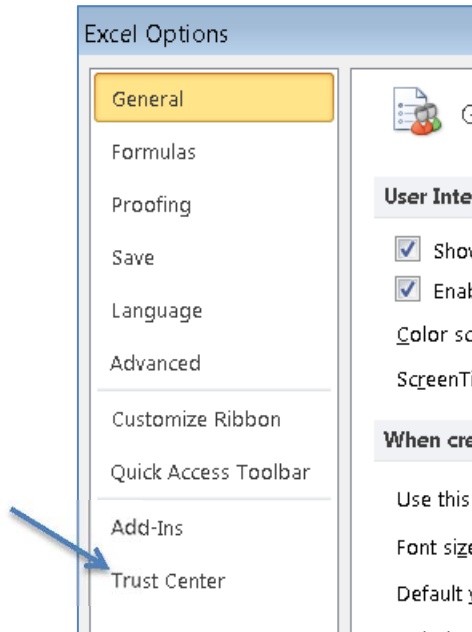 Excel Options
General
Formulas
Proofing
Save
Language
Advanced
Customize Ribbon
Quick Access Toolbar
Add-Ins
Trust Center
User Inte
Show
Enab
Color sc
ScreenTi
When cre
Use this
Font size
Default y